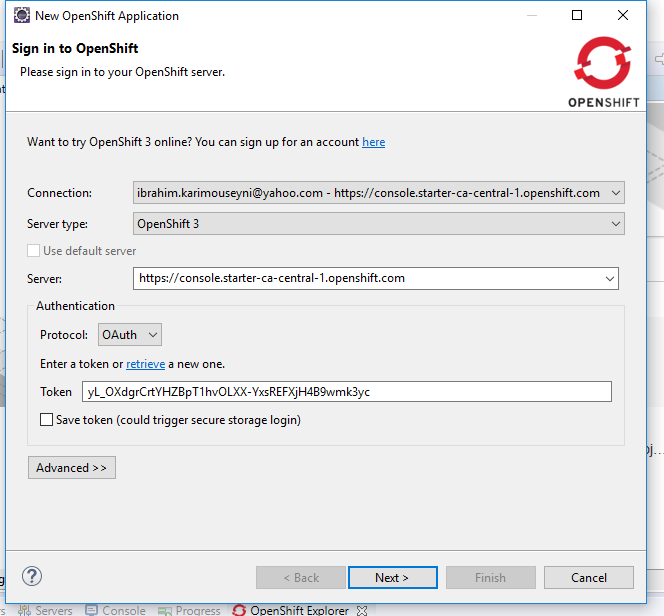 New OpenShift Application
Sign in to OpenShift
Please sign in to your OpenShift server.
OPENSHIFT
Want to try OpenShift 3 online? You can sign up for an account here
Connection: ibrahim.karimouseyni@yahoo.com - https://console.starter-ca-central-1.openshift.com
Server type: OpenShift 3
Use default server
Server: https://console.starter-ca-central-1.openshift.com
Authentication
Protocol: OAuth
Enter a token or retrieve a new one.
Token yL_OXdgrCrtYHZBpT1hvOLXX-YxsREFXjH4B9wmk3yc
Save token (could trigger secure storage login)
Advanced >>
? < Back Next > Finish Cancel
Servers Console Progress OpenShift Explorer